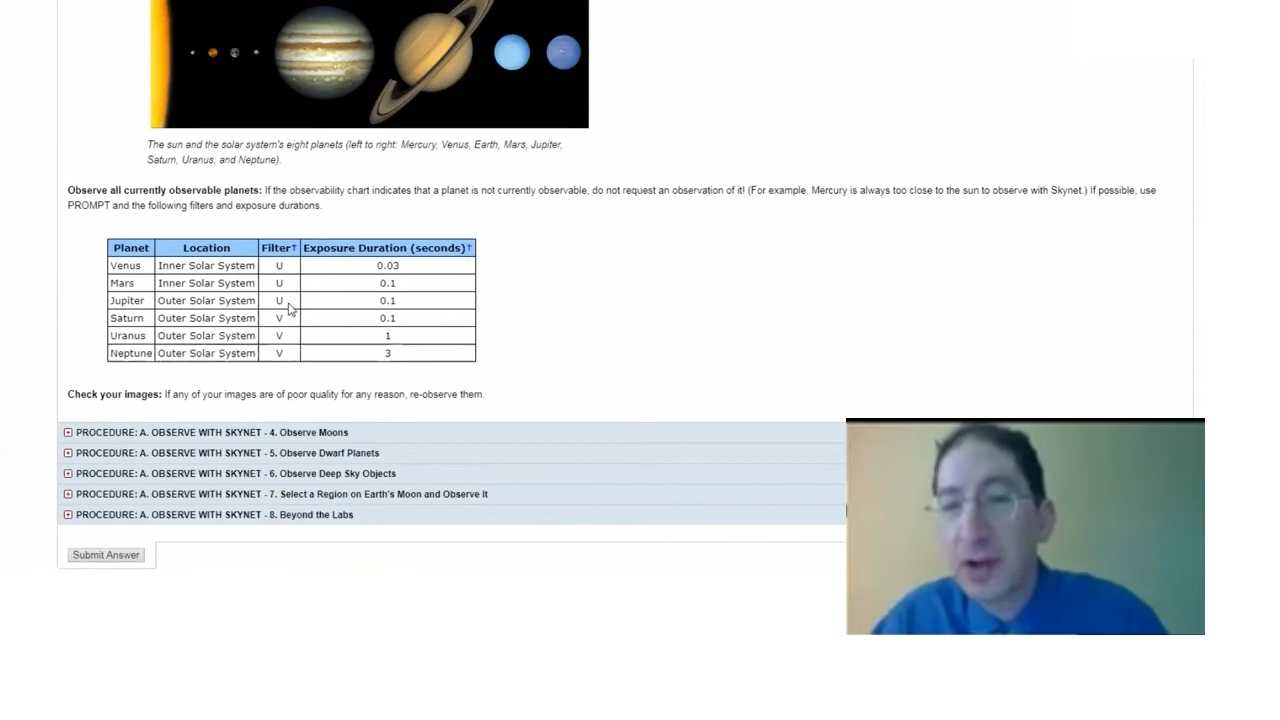 The sun and the solar system's eight planets (left to right: Mercury, Venus, Earth, Mars, Jupiter,
Saturn, Uranus, and Neptune).
Observe all currently observable planets: If the observability chart indicates that a planet is not currently observable, do not request an observation of it! (For example, Mercury is always too close to the sun to observe with Skynet.) If possible, use
PROMPT and the following filters and exposure durations.
Planet Location Filter† Exposure Duration (seconds)†
Venus Inner Solar System U 0.03
Mars Inner Solar System U 0.1
Jupiter Outer Solar System U 0.1
Saturn Outer Solar System V 0.1
Uranus Outer Solar System V 1
Neptune Outer Solar System V 3
Check your images: If any of your images are of poor quality for any reason, re-observe them.
PROCEDURE: A. OBSERVE WITH SKYNET - 4. Observe Moons
PROCEDURE: A. OBSERVE WITH SKYNET - 5. Observe Dwarf Planets
PROCEDURE: A. OBSERVE WITH SKYNET - 6. Observe Deep Sky Objects
PROCEDURE: A. OBSERVE WITH SKYNET - 7. Select a Region on Earth's Moon and Observe It
PROCEDURE: A. OBSERVE WITH SKYNET - 8. Beyond the Labs
Submit Answer